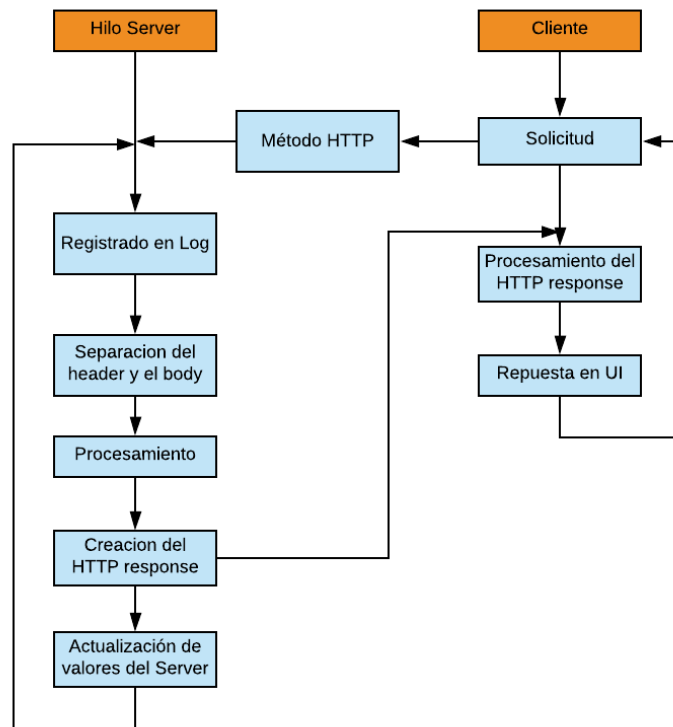 Hilo Server
Cliente
Método HTTP
Solicitud
Registrado en Log
Procesamiento del
HTTP response
Separacion del
header y el body
Repuesta en UI
Procesamiento
Creacion del
HTTP response
Actualización de
valores del Server